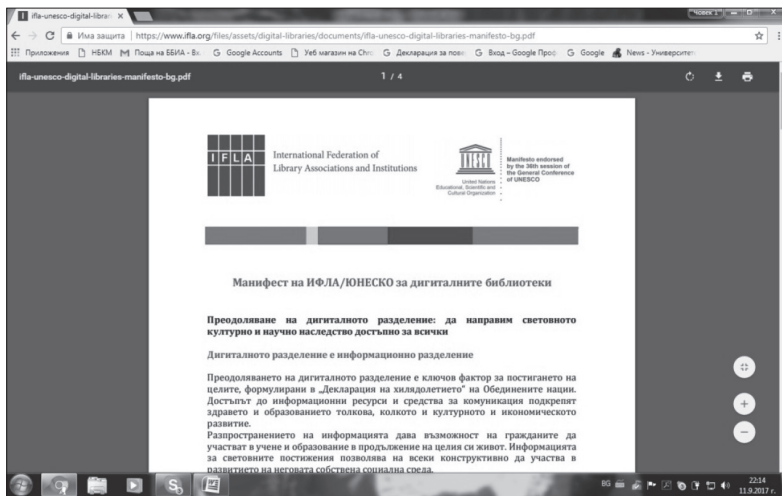 ifla-unesco-digital-librari
Човек 1
Има защита | https://www.ifla.org/files/assets/digital-libraries/documents/ifla-unesco-digital-libraries-manifesto-bg.pdf
Приложения НБКМ Поща на ББИА - Вх Google Accounts Уеб магазин на Chro Декларация за пове Вход – Google Проф Google News - Университет
ifla-unesco-digital-libraries-manifesto-bg.pdf 1 / 4
IFLA
International Federation of
Library Associations and Institutions
UNESCO
United Nations
Educational, Scientific and
Cultural Organization
Manifesto endorsed
by the 36th session of
the General Conference
of UNESCO
Манифест на ИФЛА/ЮНЕСКО за дигиталните библиотеки
Преодоляване на дигиталното разделение: да направим световното
културно и научно наследство достъпно за всички
Дигиталното разделение е информационно разделение
Преодоляването на дигиталното разделение е ключов фактор за постигането на
целите, формулирани в „Декларация на хилядолетието“ на Обединените нации.
Достъпът до информационни ресурси и средства за комуникация подкрепят
здравето и образованието толкова, колкото и културното и икономическото
развитие.
Разпространението на информацията дава възможност на гражданите да
участват в учене и образование в продължение на целия си живот. Информацията
за световните постижения позволява на всеки конструктивно да участва в
развитието на неговата собствена социална среда.
BG
22:14
11.9.2017 г.